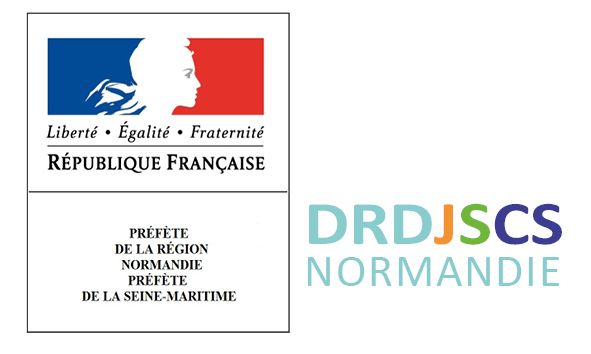 Liberté • Égalité • Fraternité
RÉPUBLIQUE FRANÇAISE
PRÉFÈTE
DE LA RÉGION
NORMANDIE
PRÉFÈTE
DE LA SEINE-MARITIME
DRDJSCS
NORMANDIE